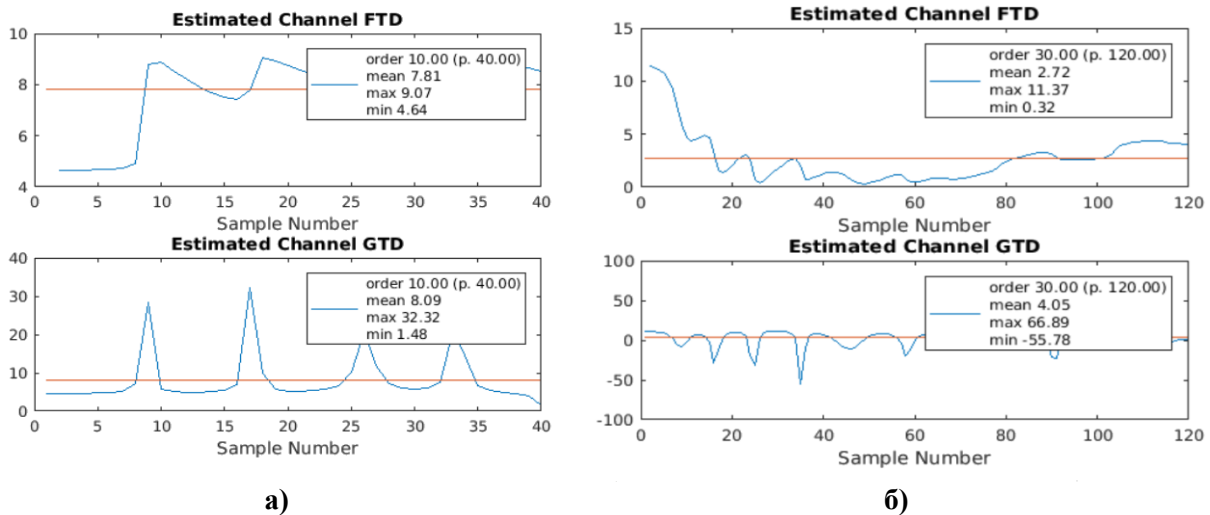 Estimated Channel FTD
10
8
6
4
order 10.00 (p. 40.00)
mean 7.81
max 9.07
min 4.64
0 5 10 15 20 25 30 35 40
Sample Number
Estimated Channel GTD
40
30
20
10
0
order 10.00 (p. 40.00)
mean 8.09
max 32.32
min 1.48
0 5 10 15 20 25 30 35 40
Sample Number
а)
Estimated Channel FTD
15
10
5
0
order 30.00 (p. 120.00)
mean 2.72
max 11.37
min 0.32
0 20 40 60 80 100 120
Sample Number
Estimated Channel GTD
100
50
0
-50
-100
order 30.00 (p. 120.00)
mean 4.05
max 66.89
min -55.78
0 20 40 60 80 100 120
Sample Number
б)